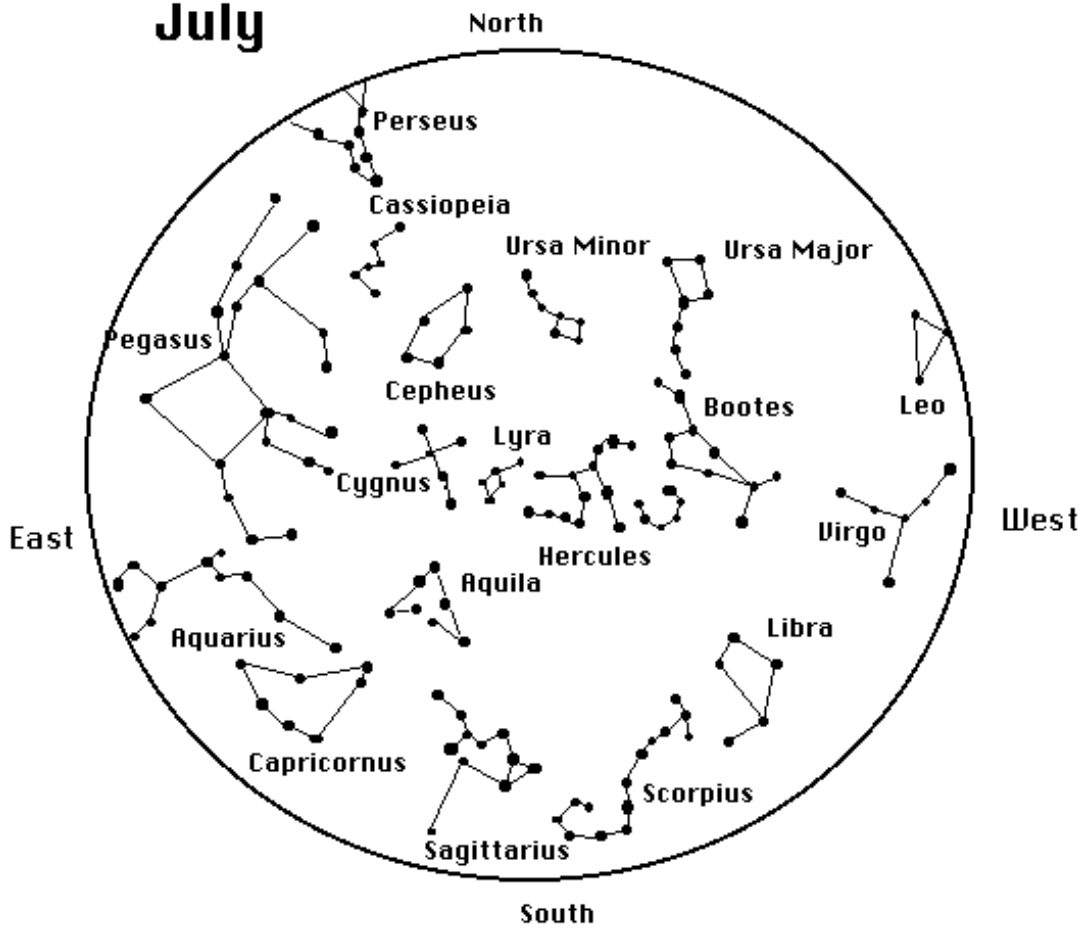 July
North
Perseus
Cassiopeia
Ursa Minor
Ursa Major
Pegasus
Cepheus
Bootes
Leo
Lyra
Cygnus
East
West
Virgo
Hercules
Aquila
Aquarius
Libra
Capricornus
Scorpius
Sagittarius
South